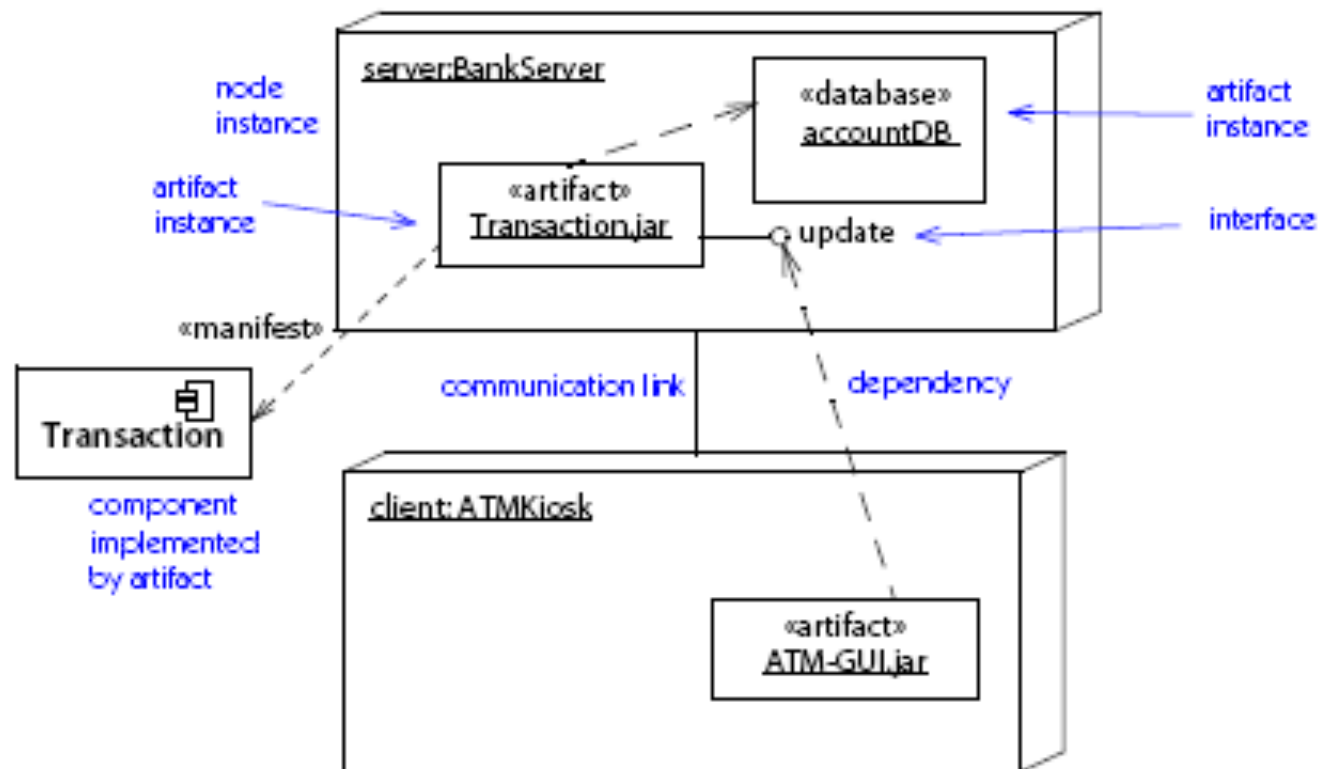 server:BankServer
node
instance
«database»
accountDB
artifact
instance
artifact
instance
«artifact»
Transaction.jar
update
interface
«manifest»
communication link
dependency
Transaction
component
implemented
by artifact
client:ATMKiosk
«artifact»
ATM-GUI.jar